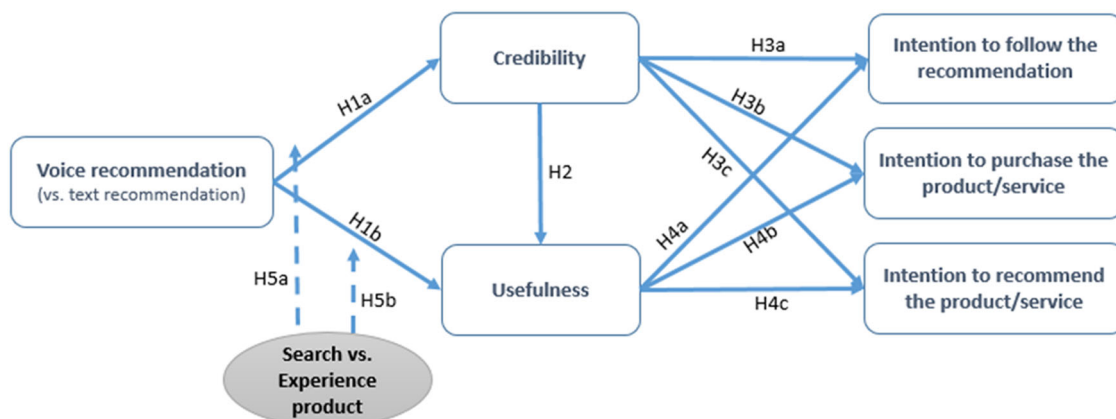 Voice recommendation
(vs. text recommendation)
H1a
H1b
H5a
H5b
Search vs.
Experience
product
Credibility
H2
Usefulness
H3a
H3b
H3c
H4a
H4b
H4c
Intention to follow the
recommendation
Intention to purchase the
product/service
Intention to recommend
the product/service